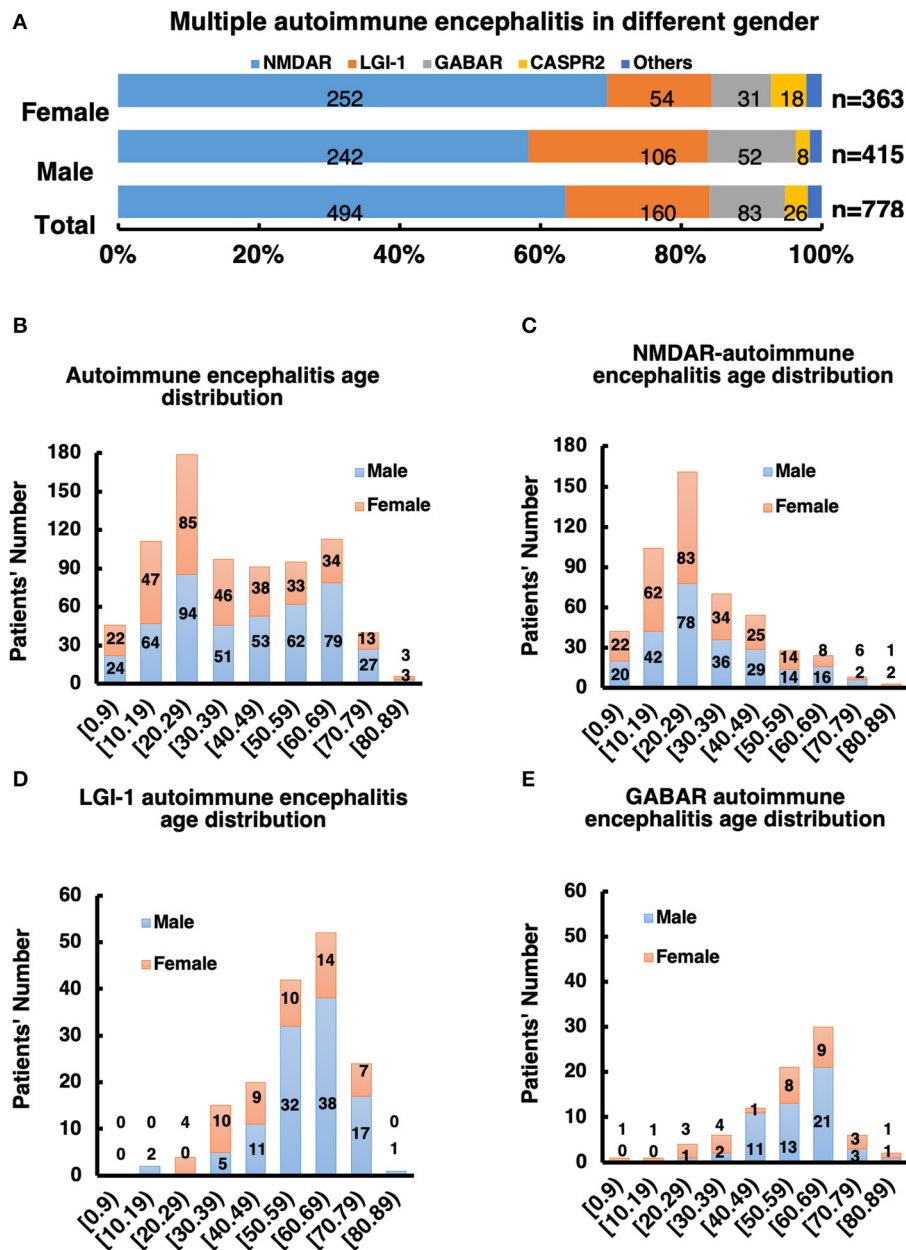 A
Multiple autoimmune encephalitis in different gender
NMDAR LGI-1 GABAR CASPR2 Others
Female 252 54 31 18 n=363
Male 242 106 52 8 n=415
Total 494 160 83 26 n=778
0% 20% 40% 60% 80% 100%
B
Autoimmune encephalitis age
distribution
Patients' Number
180
150
120
90
60
30
0
Male
Female
22 47 85 46 38 33 34 13 3
24 64 94 51 53 62 79 27 3
[0.9) [10.19) [20.29) [30.39) [40.49) [50.59) [60.69) [70.79) [80.89)
C
NMDAR-autoimmune
encephalitis age distribution
Patients' Number
180
150
120
90
60
30
0
Male
Female
22 62 83 34 25 14 8 6 1
20 42 78 36 29 14 16 2 2
[0.9) [10.19) [20.29) [30.39) [40.49) [50.59) [60.69) [70.79) [80.89)
D
LGI-1 autoimmune encephalitis
age distribution
Patients' Number
60
50
40
30
20
10
0
Male
Female
0 0 4 10 9 10 14 7 0
0 2 0 5 11 32 38 17 1
[0.9) [10.19) [20.29) [30.39) [40.49) [50.59) [60.69) [70.79) [80.89)
E
GABAR autoimmune
encephalitis age distribution
Patients' Number
60
50
40
30
20
10
0
Male
Female
1 1 3 4 1 8 9 3 1
0 0 1 2 11 13 21 3 1
[0.9) [10.19) [20.29) [30.39) [40.49) [50.59) [60.69) [70.79) [80.89)